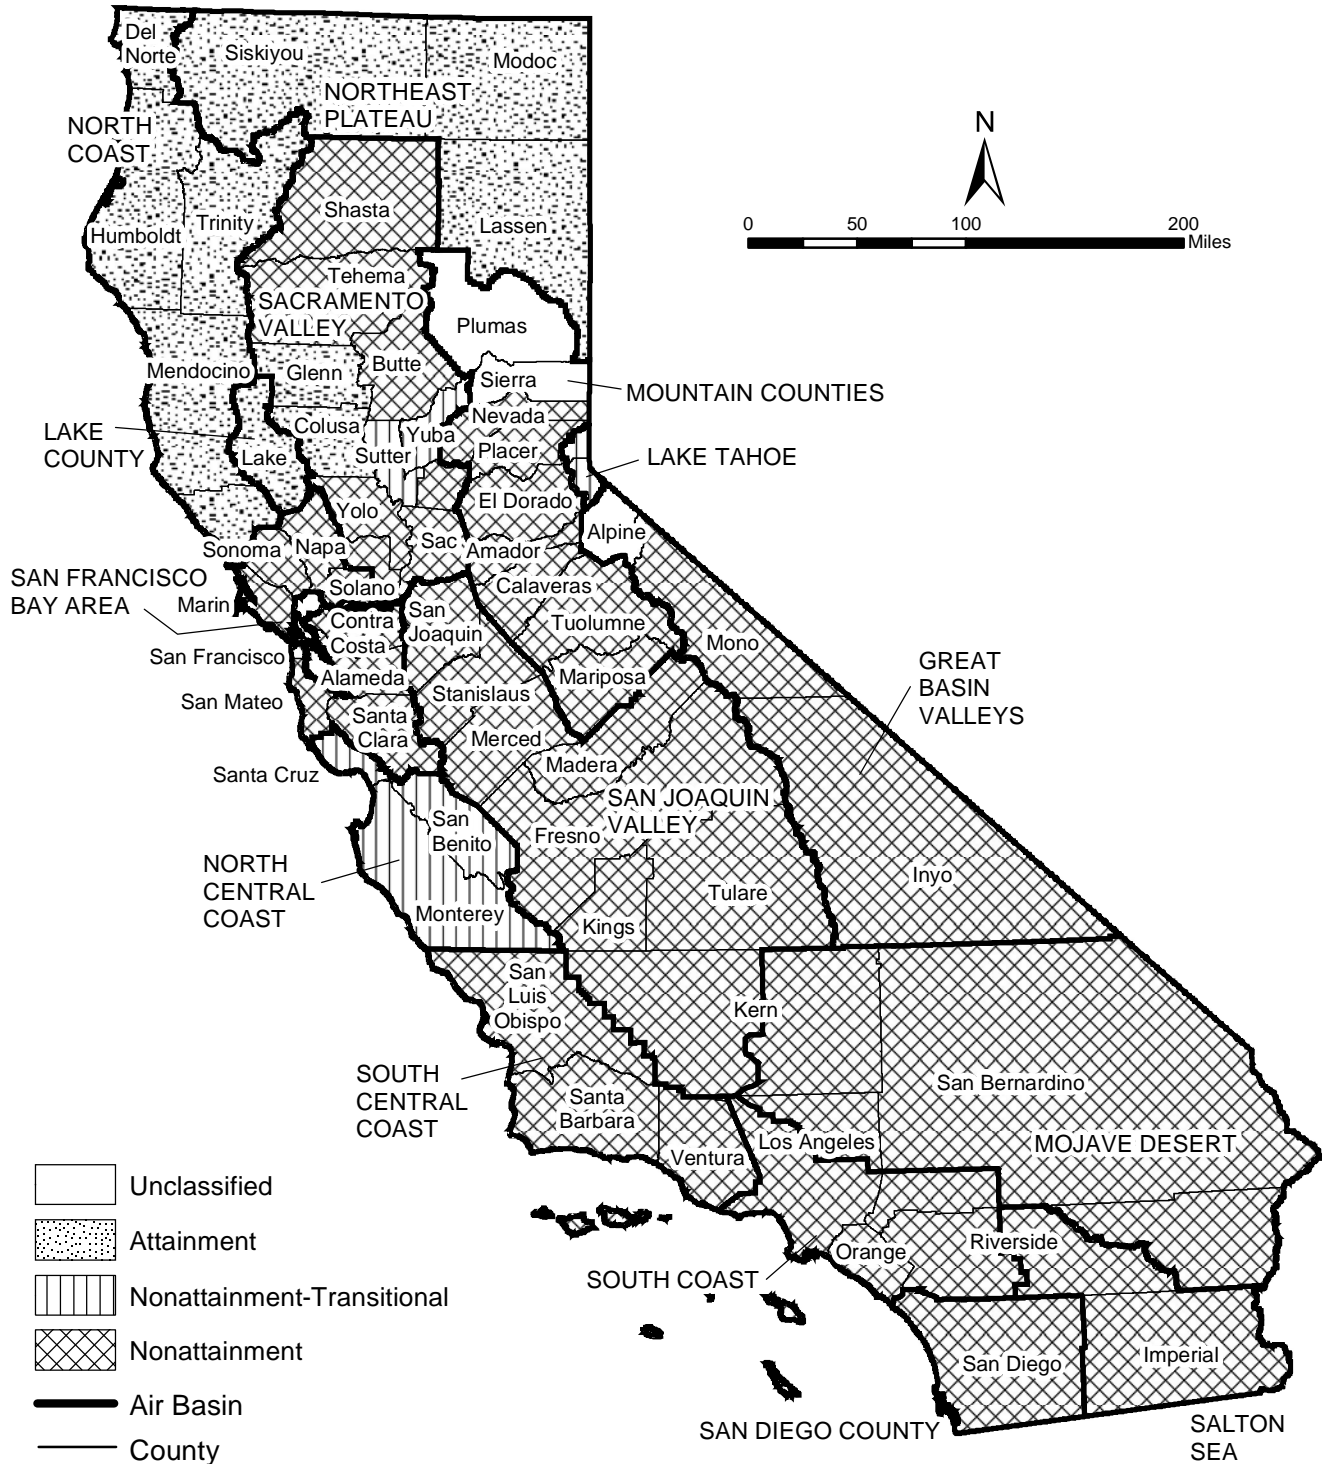 Del
Norte
Siskiyou
Modoc
NORTHEAST
PLATEAU
NORTH
COAST
N
Shasta
Trinity
Humboldt
Lassen
0
50
100
200
Miles
Tehema
SACRAMENTO
VALLEY
Plumas
Mendocino
Glenn
Butte
Sierra
MOUNTAIN COUNTIES
Nevada
Colusa
Yuba
Sutter
Placer
LAKE
COUNTY
Lake
LAKE TAHOE
El Dorado
Yolo
Alpine
Sac
Amador
Sonoma
Napa
SAN FRANCISCO
BAY AREA
Marin
Solano
Calaveras
San
Joaquin
Contra
Costa
Tuolumne
Mono
San Francisco
Alameda
Mariposa
GREAT
BASIN
VALLEYS
San Mateo
Stanislaus
Santa
Clara
Merced
Madera
Santa Cruz
SAN JOAQUIN
VALLEY
San
Benito
Fresno
NORTH
CENTRAL
COAST
Inyo
Tulare
Monterey
Kings
San
Luis
Obispo
Kern
SOUTH
CENTRAL
COAST
Santa
Barbara
San Bernardino
Los Angeles
MOJAVE DESERT
Ventura
Orange
Riverside
SOUTH COAST
San Diego
Imperial
SAN DIEGO COUNTY
SALTON
SEA
Unclassified
Attainment
Nonattainment-Transitional
Nonattainment
Air Basin
County